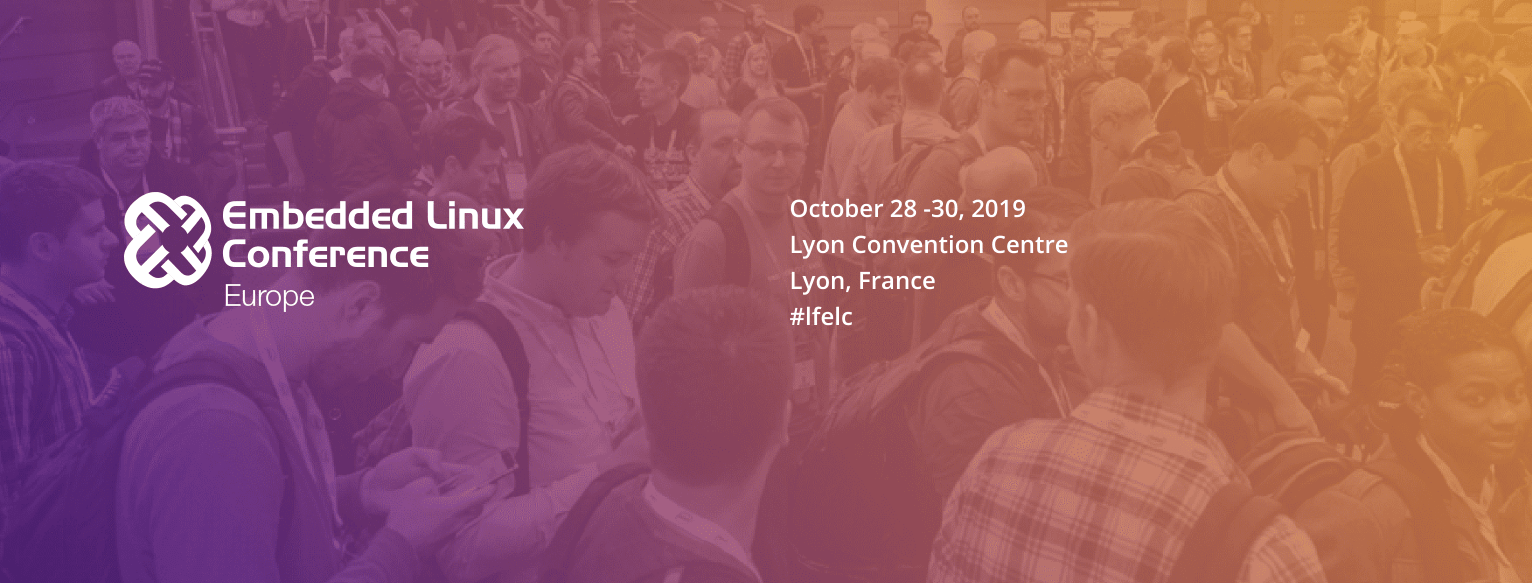 Embedded Linux
Conference
Europe
October 28 -30, 2019
Lyon Convention Centre
Lyon, France
#lfelc